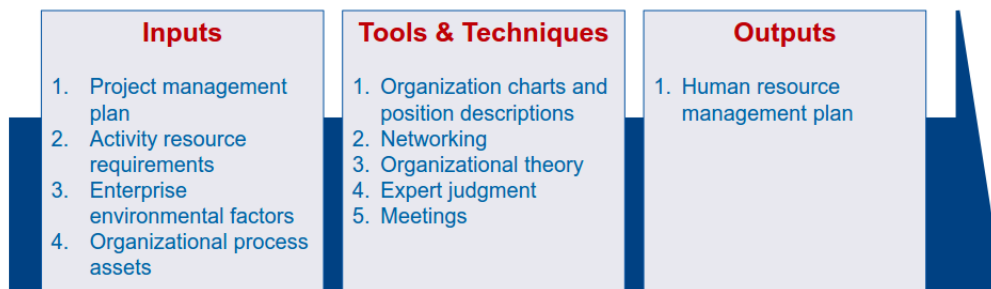 Inputs
1. Project management
plan
2. Activity resource
requirements
3. Enterprise
environmental factors
4. Organizational process
assets
Tools & Techniques
1. Organization charts and
position descriptions
2. Networking
3. Organizational theory
4. Expert judgment
5. Meetings
Outputs
1. Human resource
management plan